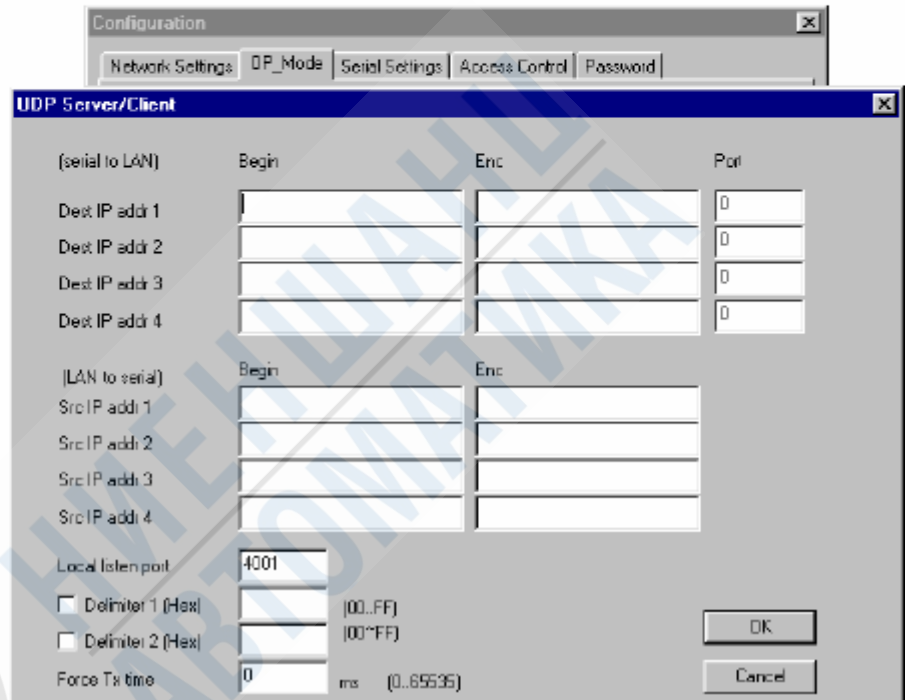 Configuration
Network Settings OP_Mode Serial Settings Access Control Password
UDP Server/Client
(serial to LAN) Begin End Port
Dest IP addr 1 0
Dest IP addr 2 0
Dest IP addr 3 0
Dest IP addr 4 0
(LAN to serial) Begin End
Src IP addr 1
Src IP addr 2
Src IP addr 3
Src IP addr 4
Local listen port 4001
Delimiter 1 (Hex) (00..FF)
Delimiter 2 (Hex) (00~FF)
Force Tx time 0 ms (0..65535)
OK
Cancel
НИЕНШАНЦ
АВТОМАТИКА